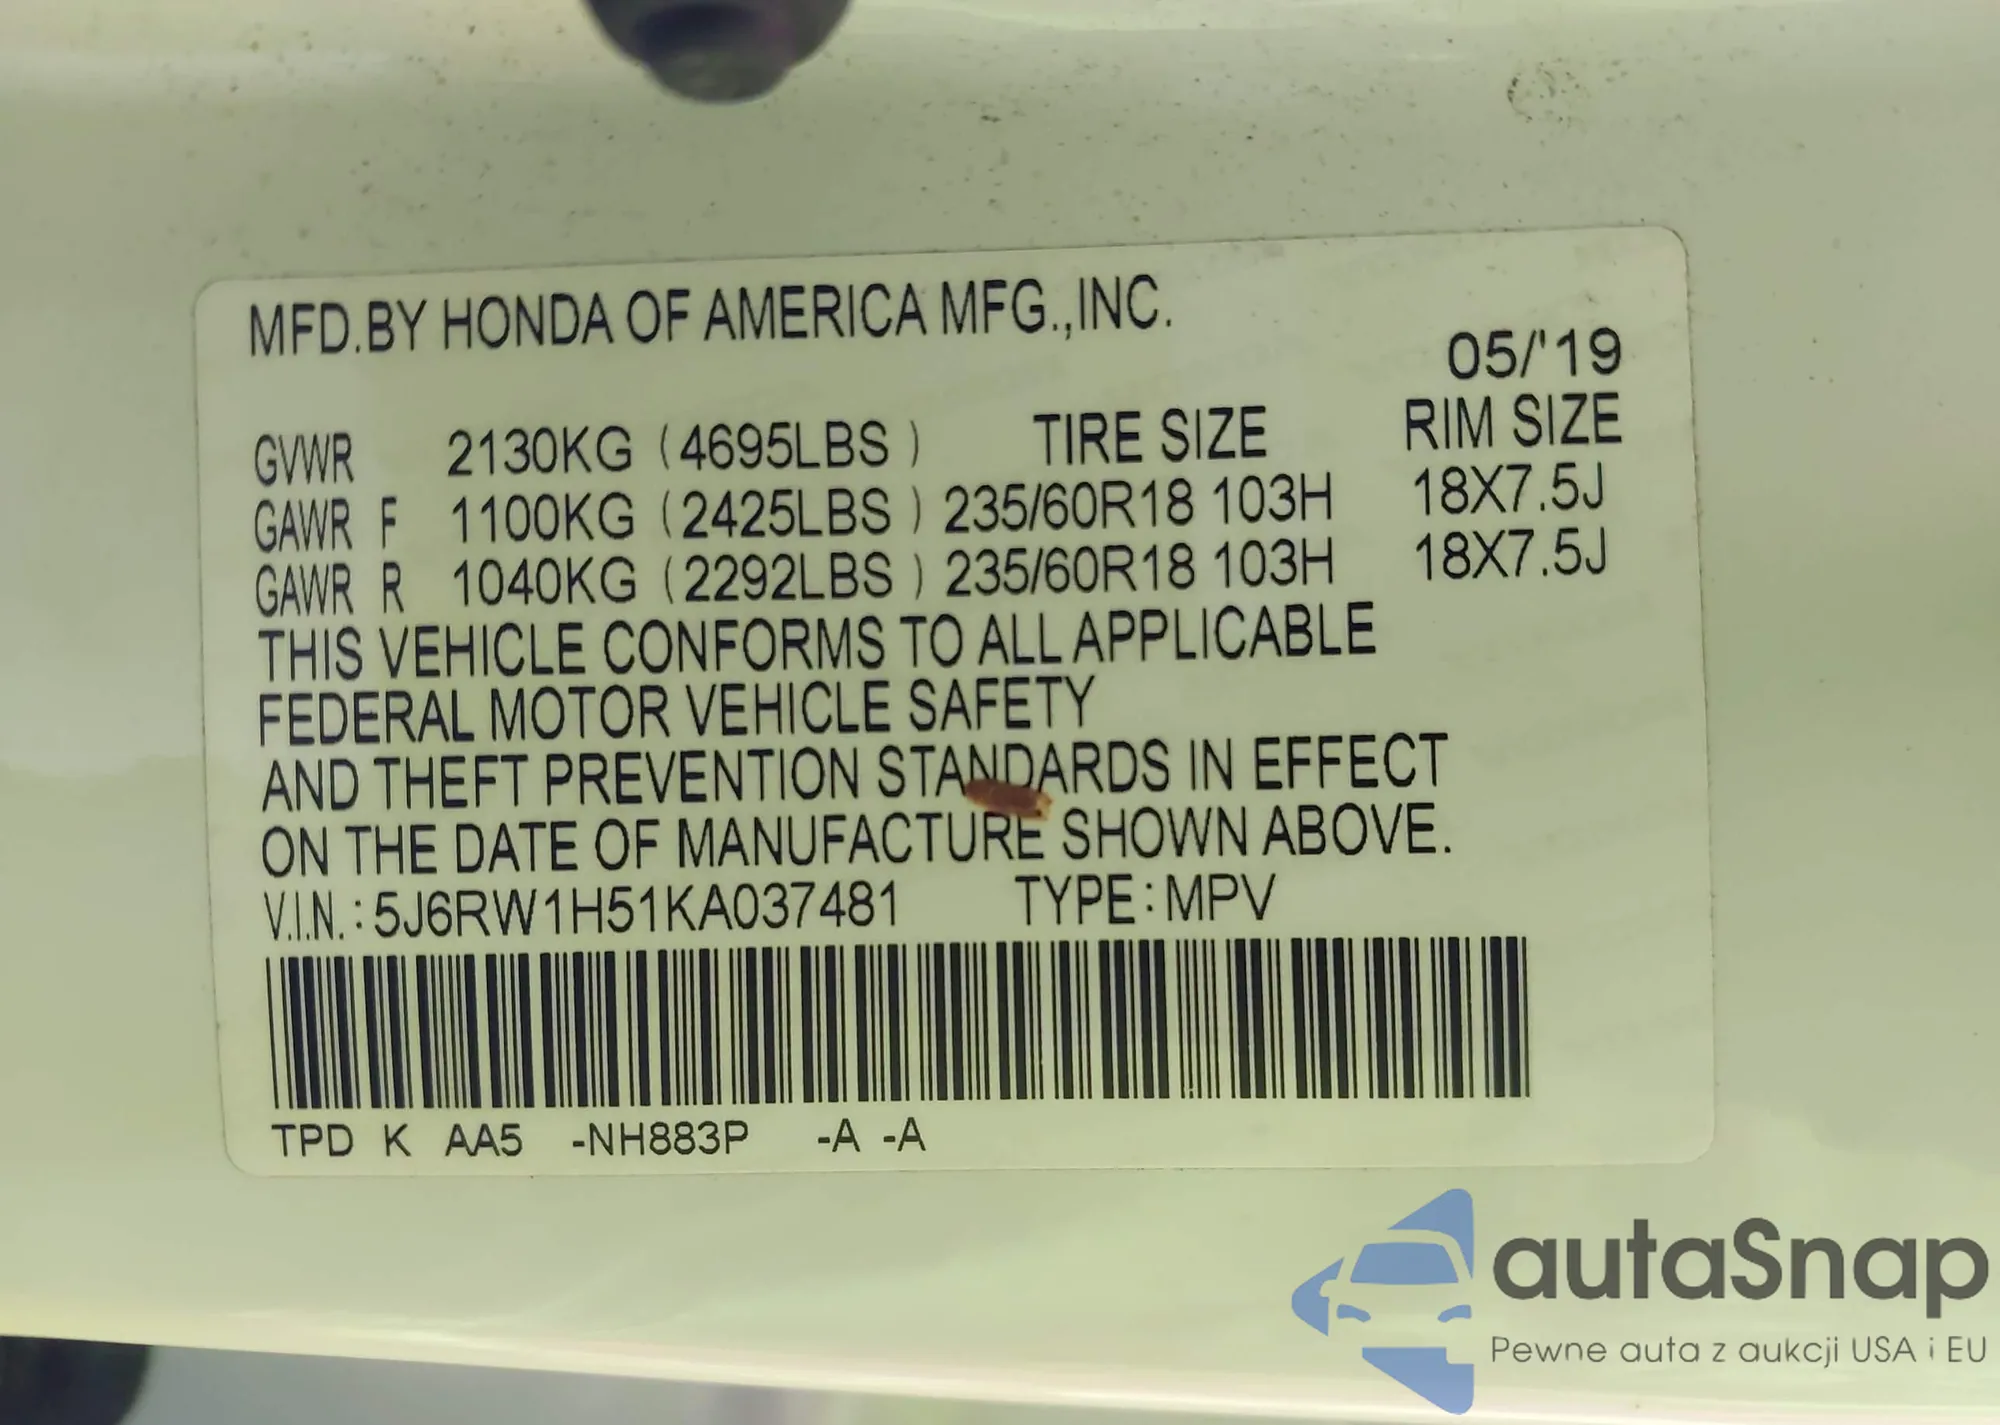 MFD.BY HONDA OF AMERICA MFG.,INC.
05/'19
GVWR 2130KG (4695LBS ) TIRE SIZE RIM SIZE
GAWR F 1100KG (2425LBS ) 235/60R18 103H 18X7.5J
GAWR R 1040KG (2292LBS ) 235/60R18 103H 18X7.5J
THIS VEHICLE CONFORMS TO ALL APPLICABLE
FEDERAL MOTOR VEHICLE SAFETY
AND THEFT PREVENTION STANDARDS IN EFFECT
ON THE DATE OF MANUFACTURE SHOWN ABOVE.
V.I.N.:5J6RW1H51KA037481 TYPE:MPV
TPD K AA5 -NH883P -A -A
autaSnap
Pewne auta z aukcji USA i EU